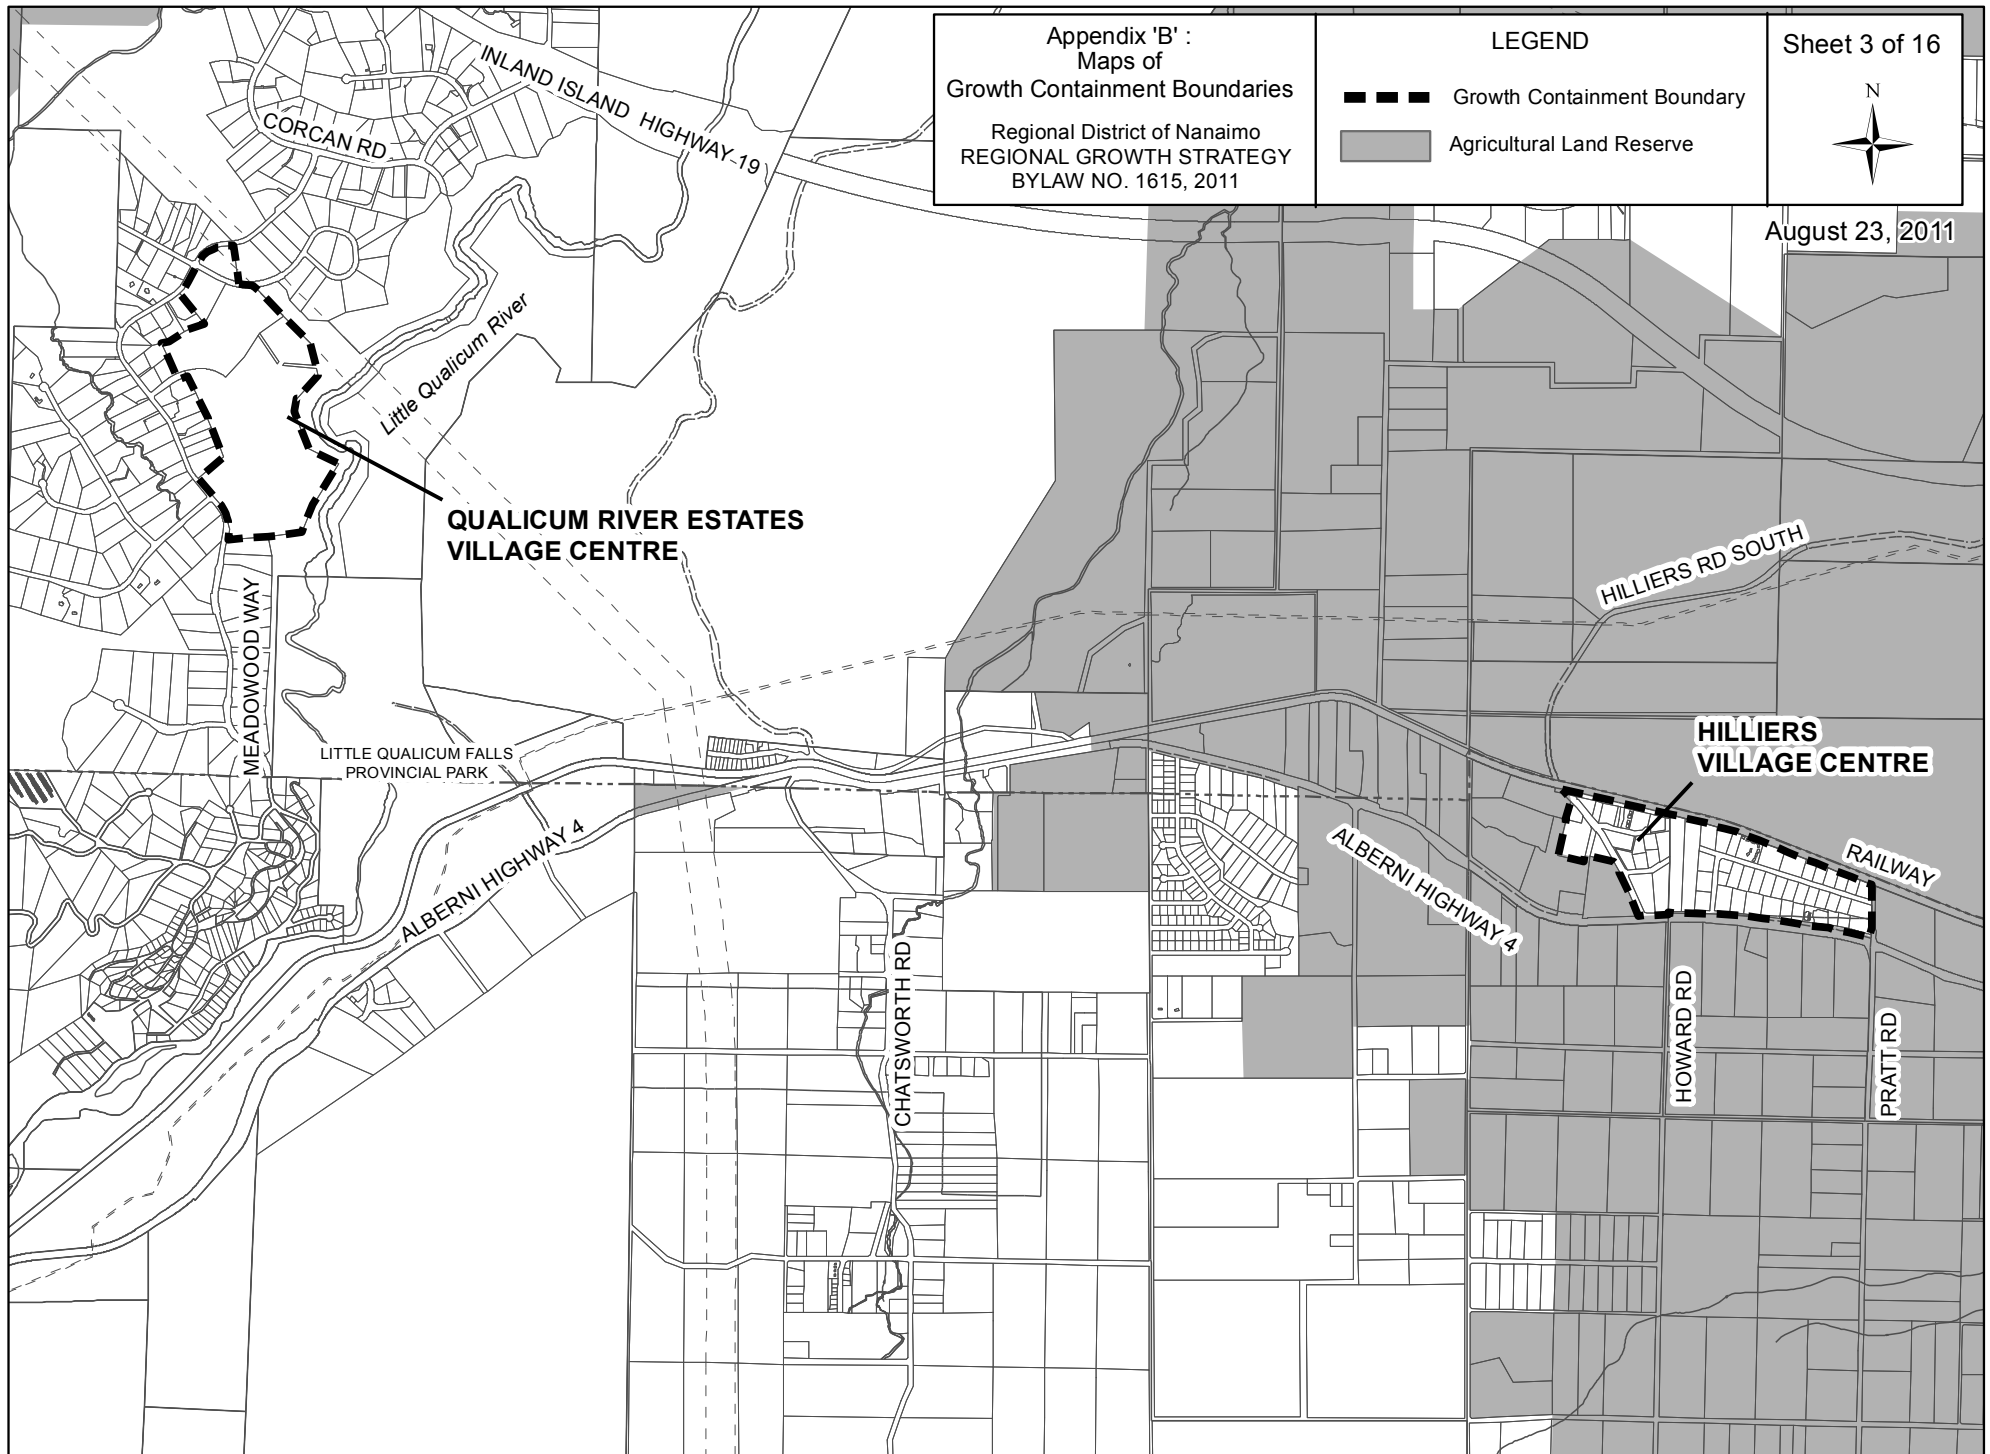 Appendix 'B' :
Maps of
Growth Containment Boundaries
Regional District of Nanaimo
REGIONAL GROWTH STRATEGY
BYLAW NO. 1615, 2011
LEGEND
Growth Containment Boundary
Agricultural Land Reserve
Sheet 3 of 16
N
August 23, 2011
INLAND ISLAND HIGHWAY 19
CORCAN RD
Little Qualicum River
QUALICUM RIVER ESTATES
VILLAGE CENTRE
HILLIERS RD SOUTH
MEADOWOOD WAY
LITTLE QUALICUM FALLS
PROVINCIAL PARK
HILLIERS
VILLAGE CENTRE
ALBERNI HIGHWAY 4
ALBERNI HIGHWAY 4
RAILWAY
CHATSWORTH RD
HOWARD RD
PRATT RD